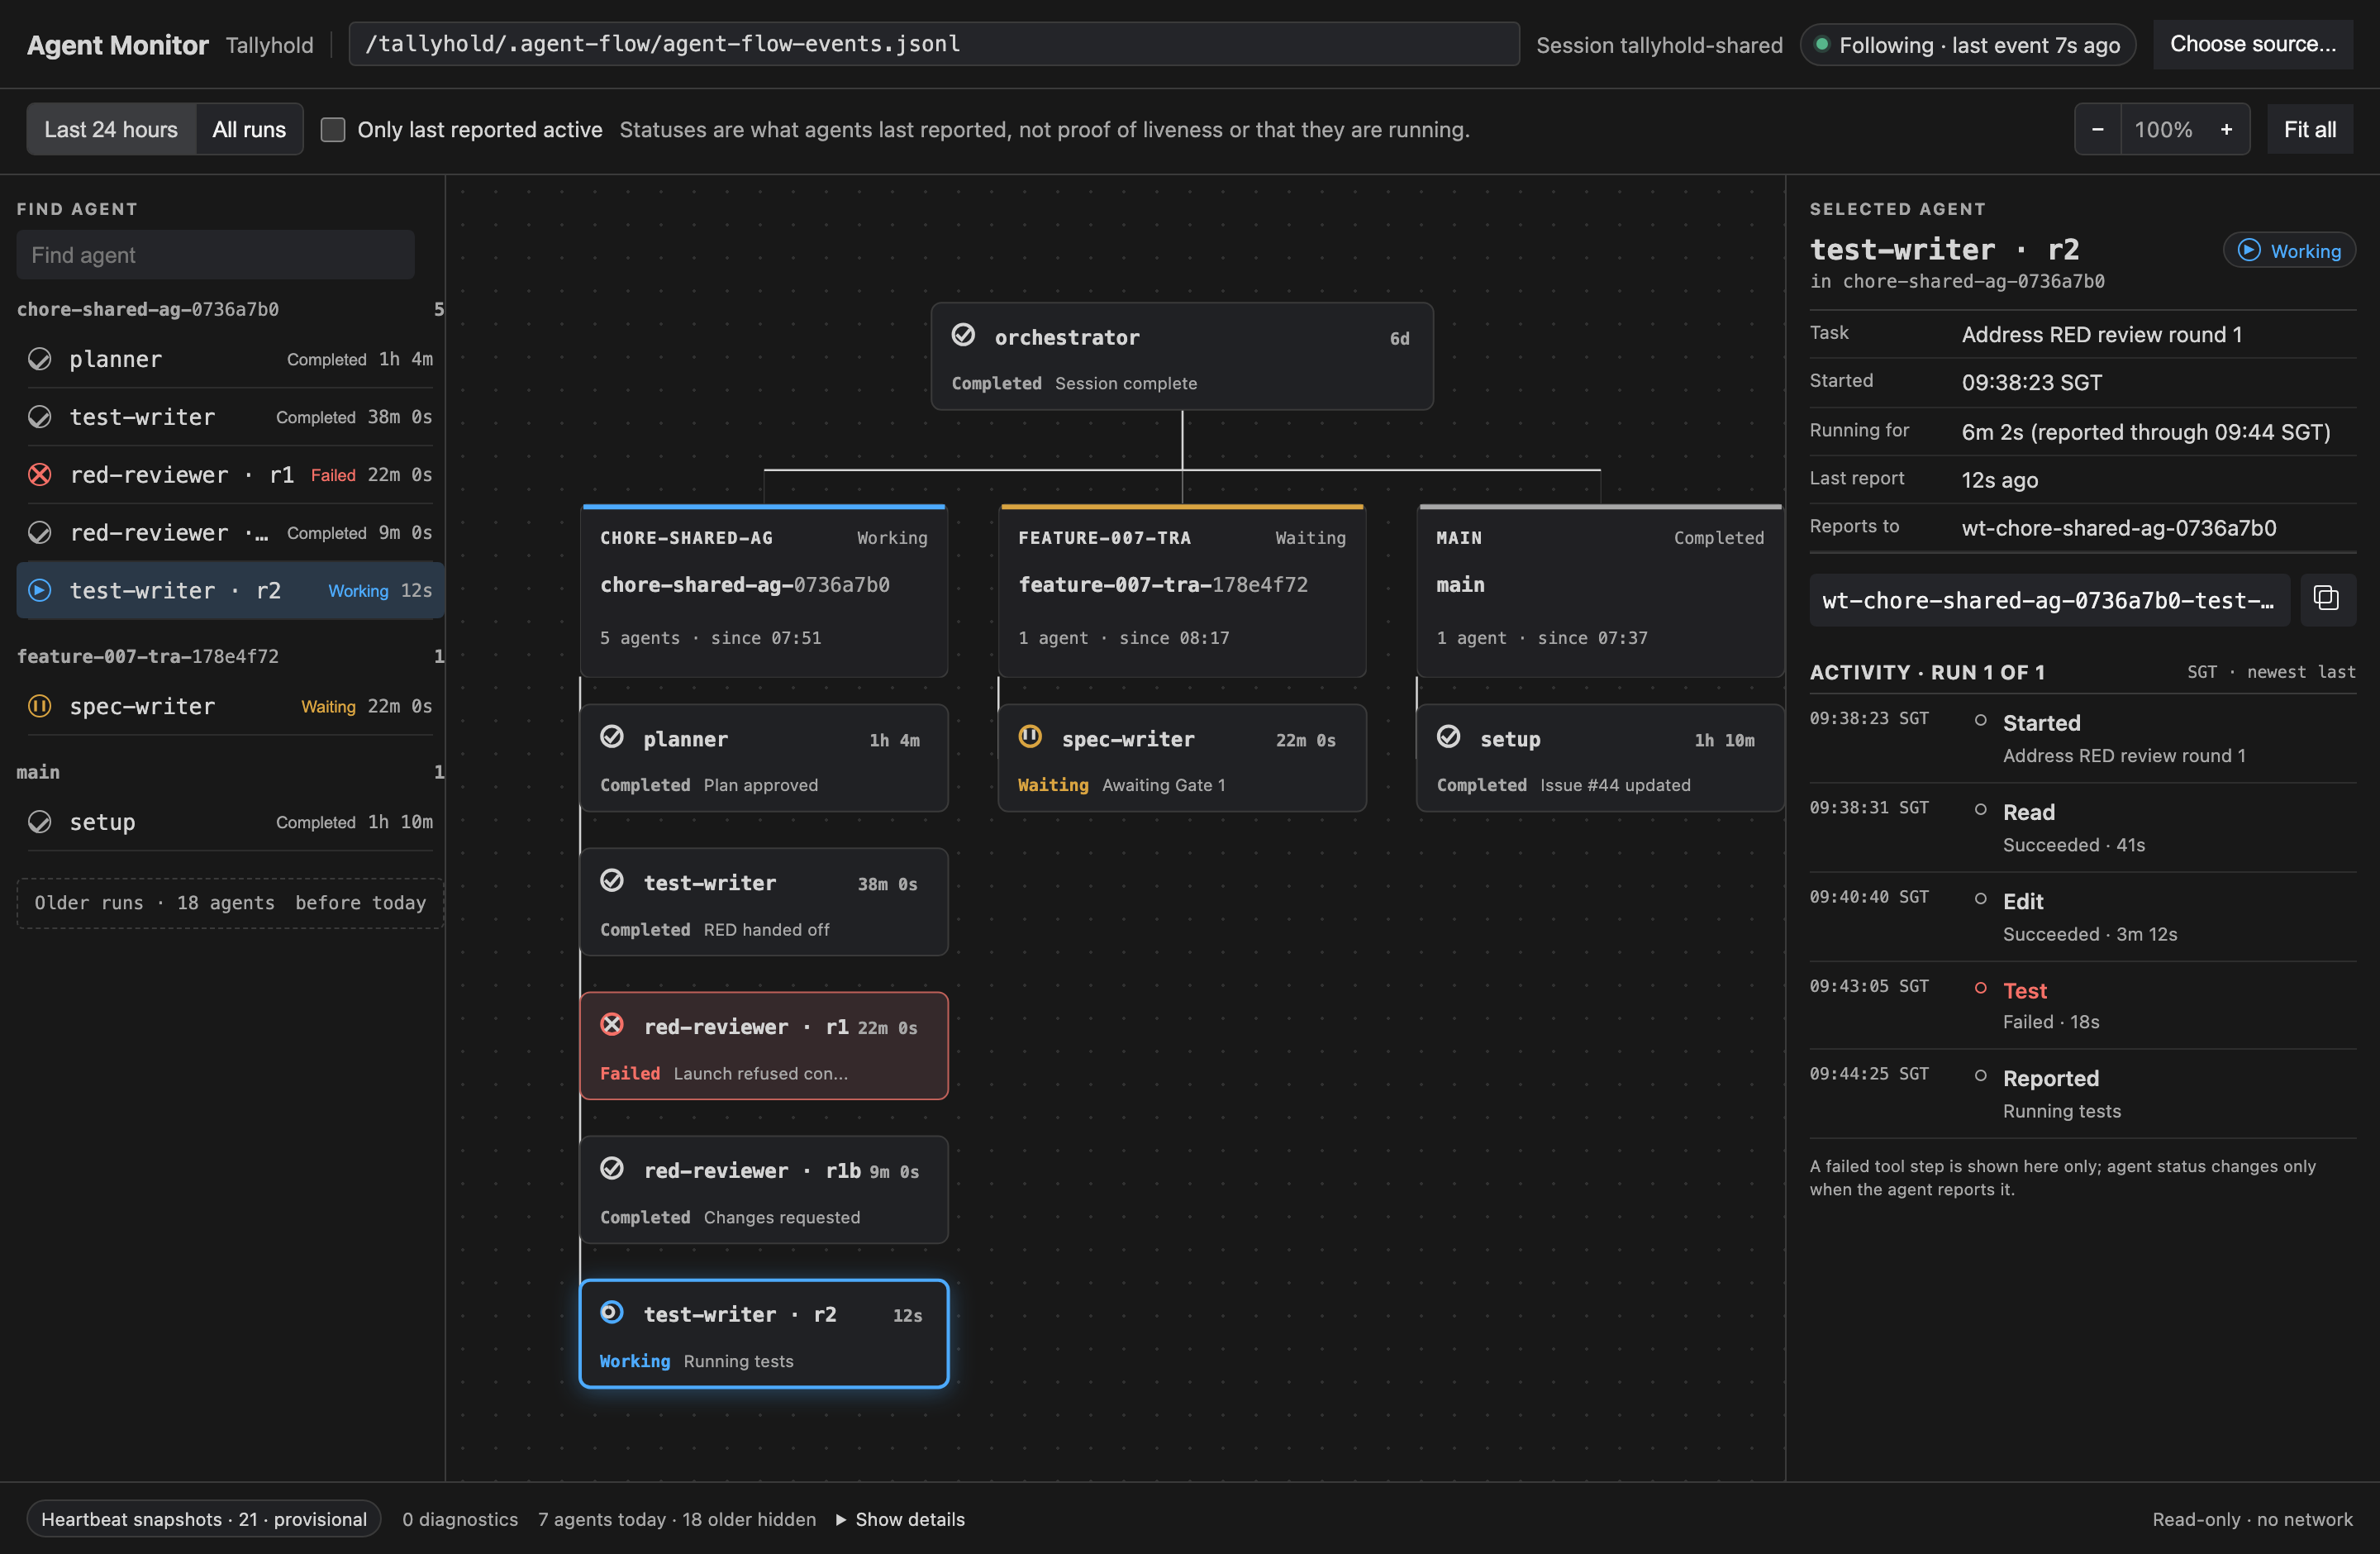 Agent Monitor Tallyhold /tallyhold/.agent-flow/agent-flow-events.jsonl Session tallyhold-shared Following · last event 7s ago Choose source...
Last 24 hours All runs Only last reported active Statuses are what agents last reported, not proof of liveness or that they are running. − 100% + Fit all
FIND AGENT
Find agent
chore-shared-ag-0736a7b0 5
planner Completed 1h 4m
test-writer Completed 38m 0s
red-reviewer · r1 Failed 22m 0s
red-reviewer ·… Completed 9m 0s
test-writer · r2 Working 12s
feature-007-tra-178e4f72 1
spec-writer Waiting 22m 0s
main 1
setup Completed 1h 10m
Older runs · 18 agents before today
orchestrator 6d
Completed Session complete
CHORE-SHARED-AG Working
chore-shared-ag-0736a7b0
5 agents · since 07:51
FEATURE-007-TRA Waiting
feature-007-tra-178e4f72
1 agent · since 08:17
MAIN Completed
main
1 agent · since 07:37
planner 1h 4m
Completed Plan approved
spec-writer 22m 0s
Waiting Awaiting Gate 1
setup 1h 10m
Completed Issue #44 updated
test-writer 38m 0s
Completed RED handed off
red-reviewer · r1 22m 0s
Failed Launch refused con...
red-reviewer · r1b 9m 0s
Completed Changes requested
test-writer · r2 12s
Working Running tests
SELECTED AGENT
test-writer · r2 Working
in chore-shared-ag-0736a7b0
Task Address RED review round 1
Started 09:38:23 SGT
Running for 6m 2s (reported through 09:44 SGT)
Last report 12s ago
Reports to wt-chore-shared-ag-0736a7b0
wt-chore-shared-ag-0736a7b0-test-…
ACTIVITY · RUN 1 OF 1 SGT · newest last
09:38:23 SGT Started
Address RED review round 1
09:38:31 SGT Read
Succeeded · 41s
09:40:40 SGT Edit
Succeeded · 3m 12s
09:43:05 SGT Test
Failed · 18s
09:44:25 SGT Reported
Running tests
A failed tool step is shown here only; agent status changes only
when the agent reports it.
Heartbeat snapshots · 21 · provisional 0 diagnostics 7 agents today · 18 older hidden ▶ Show details Read-only · no network